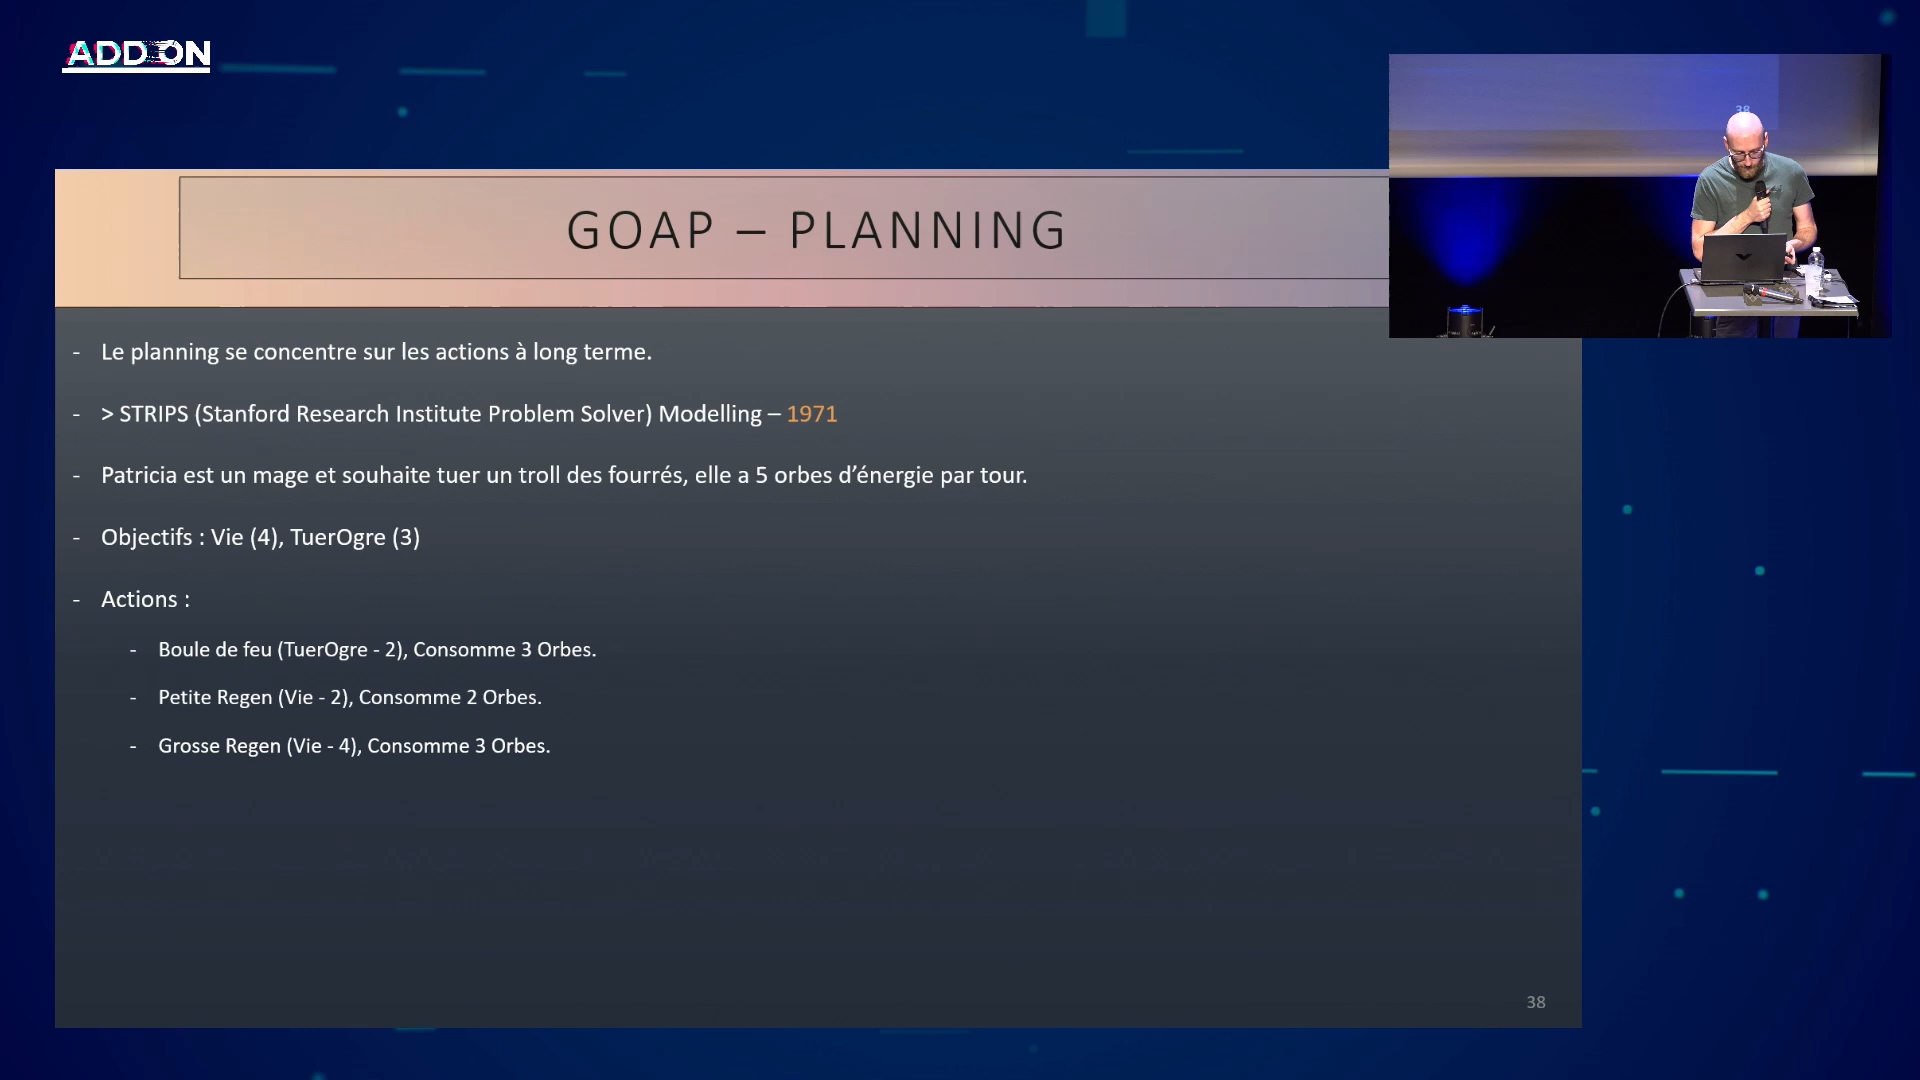 ADD ON
38
GOAP – PLANNING
- Le planning se concentre sur les actions à long terme.
- > STRIPS (Stanford Research Institute Problem Solver) Modelling – 1971
- Patricia est un mage et souhaite tuer un troll des fourrés, elle a 5 orbes d’énergie par tour.
- Objectifs : Vie (4), TuerOgre (3)
- Actions :
- Boule de feu (TuerOgre - 2), Consomme 3 Orbes.
- Petite Regen (Vie - 2), Consomme 2 Orbes.
- Grosse Regen (Vie - 4), Consomme 3 Orbes.
38